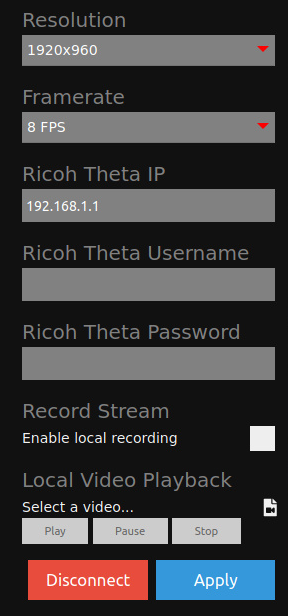 Resolution
1920x960
Framerate
8 FPS
Ricoh Theta IP
192.168.1.1
Ricoh Theta Username
Ricoh Theta Password
Record Stream
Enable local recording
Local Video Playback
Select a video...
Play Pause Stop
Disconnect Apply